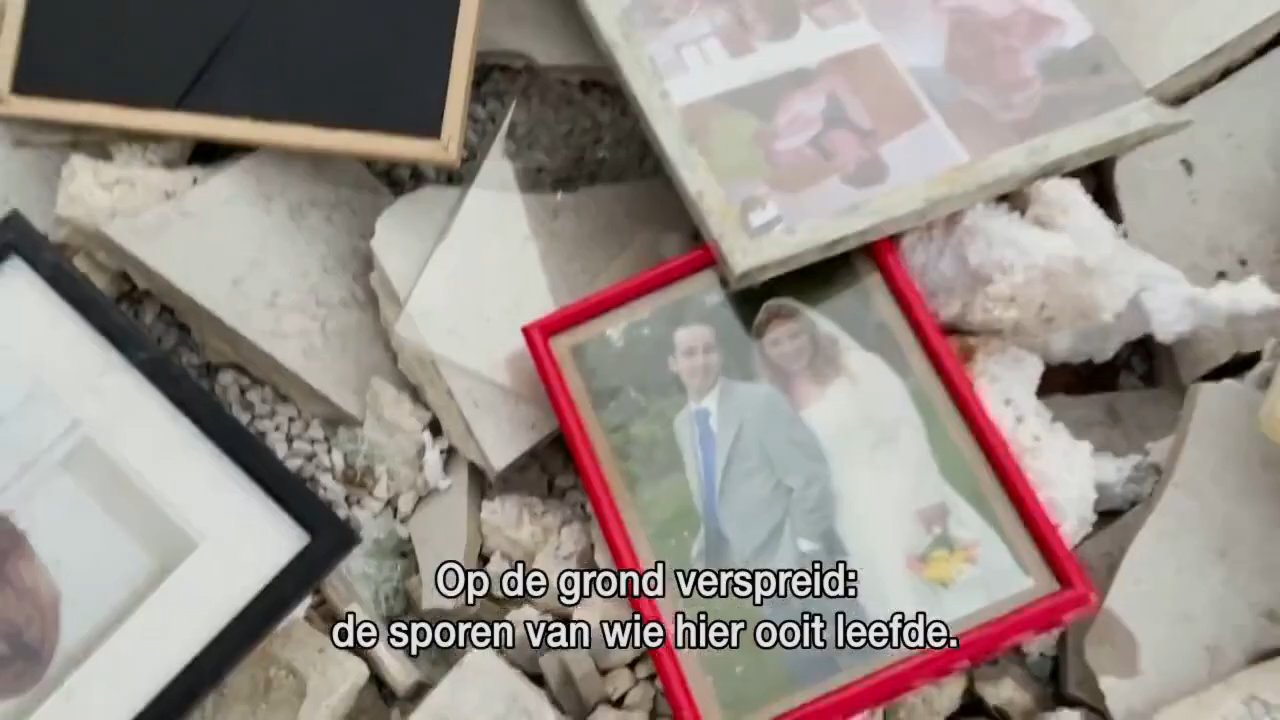 Op de grond verspreid:
de sporen van wie hier ooit leefde.